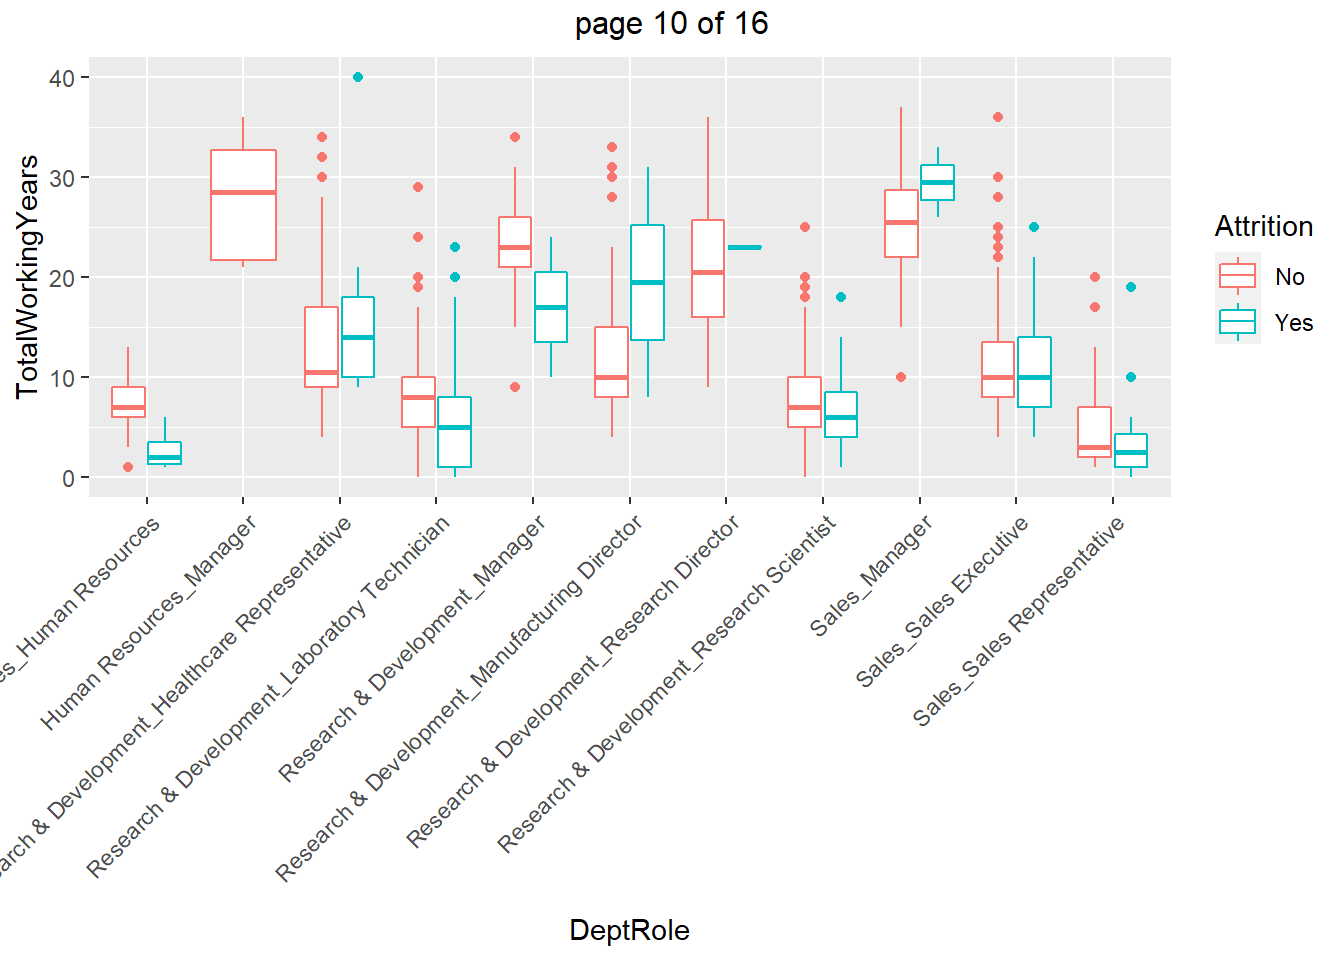 page 10 of 16
TotalWorkingYears
40
30
20
10
0
es_Human Resources
Human Resources_Manager
arch & Development_Healthcare Representative
Research & Development_Laboratory Technician
Research & Development_Manager
Research & Development_Manufacturing Director
Research & Development_Research Director
Research & Development_Research Scientist
Sales_Manager
Sales_Sales Executive
Sales_Sales Representative
DeptRole
Attrition
No
Yes